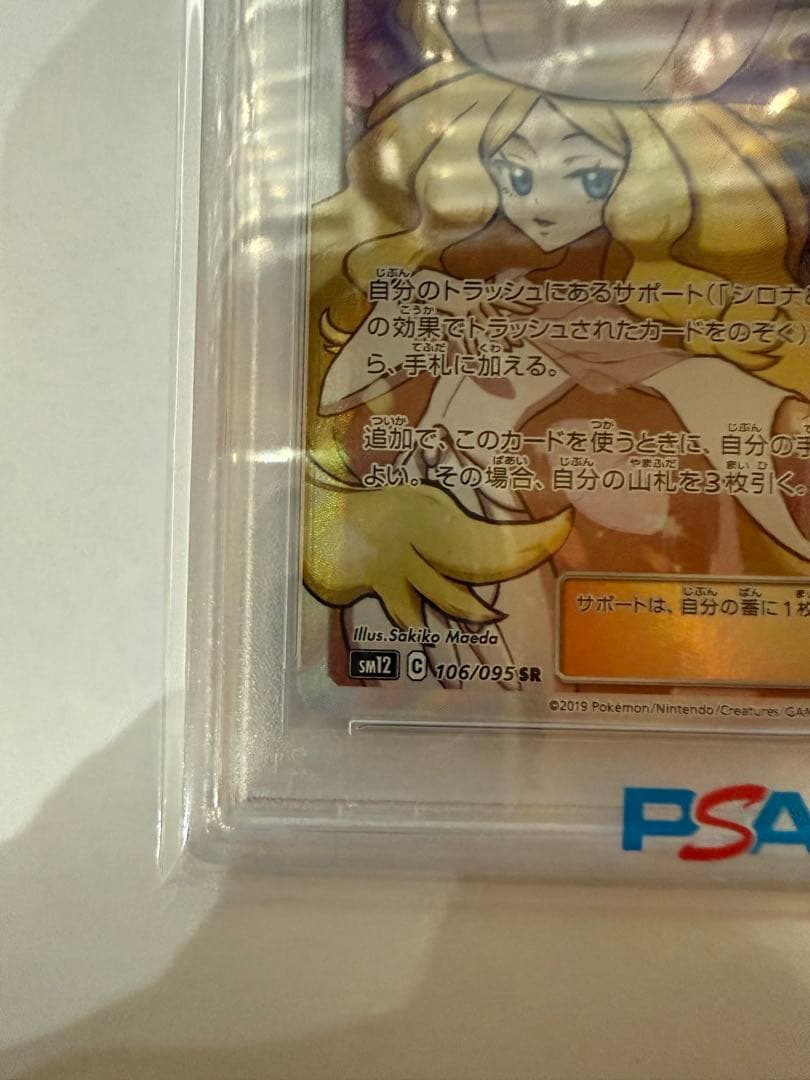 自分のトラッシュにあるサポート(「シロナ
の効果でトラッシュされたカードをのぞく)
ら、手札に加える。
追加で、このカードを使うときに、自分の手
よい。その場合、自分の山札を3枚引く。
サポートは、自分の番に1枚
Illus.Sakiko Maeda
SM12 C 106/095 SR
©2019 Pokémon/Nintendo/Creatures/GAM
PSA